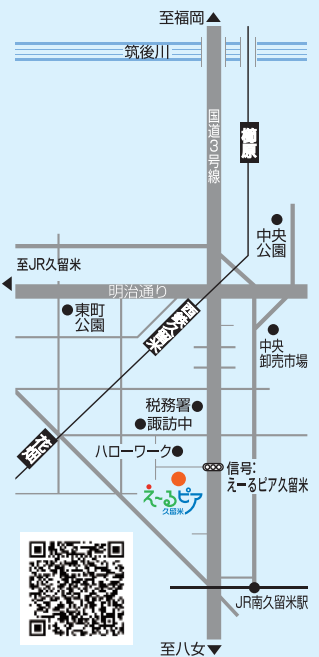 至福岡
筑後川
国道3号線
櫛原
中央
公園
至JR久留米
明治通り
東町
公園
西鉄久留米
中央
卸売市場
税務署
諏訪中
花畑
ハローワーク
信号:
えーるピア久留米
えーるピア
久留米
JR南久留米駅
至八女